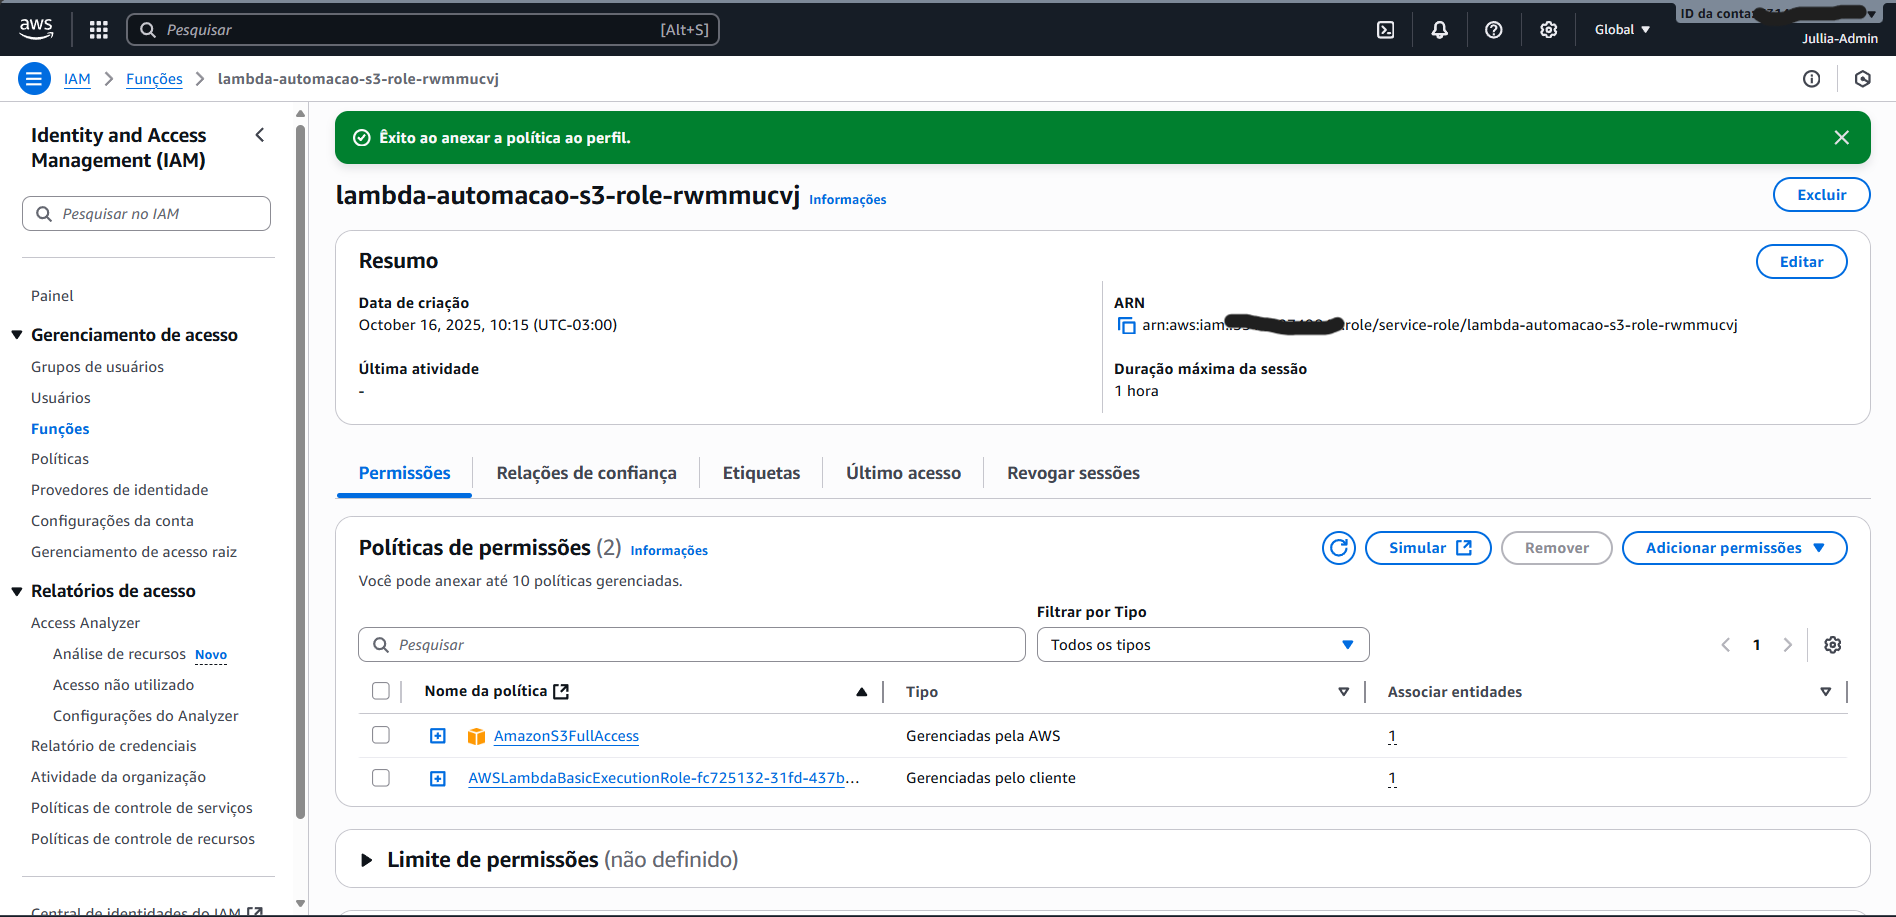 aws
Pesquisar
[Alt+S]
Global
ID da conta:
Jullia-Admin
IAM
Funções
lambda-automacao-s3-role-rwmmucvj
Identity and Access
Management (IAM)
Pesquisar no IAM
Painel
Gerenciamento de acesso
Grupos de usuários
Usuários
Funções
Políticas
Provedores de identidade
Configurações da conta
Gerenciamento de acesso raiz
Relatórios de acesso
Access Analyzer
Análise de recursos Novo
Acesso não utilizado
Configurações do Analyzer
Relatório de credenciais
Atividade da organização
Políticas de controle de serviços
Políticas de controle de recursos
Central de identidades do IAM
Êxito ao anexar a política ao perfil.
lambda-automacao-s3-role-rwmmucvj Informações
Excluir
Resumo
Editar
Data de criação
October 16, 2025, 10:15 (UTC-03:00)
ARN
arn:aws:iam: :role/service-role/lambda-automacao-s3-role-rwmmucvj
Última atividade
-
Duração máxima da sessão
1 hora
Permissões
Relações de confiança
Etiquetas
Último acesso
Revogar sessões
Políticas de permissões (2) Informações
Você pode anexar até 10 políticas gerenciadas.
Simular
Remover
Adicionar permissões
Filtrar por Tipo
Pesquisar
Todos os tipos
1
Nome da política
Tipo
Associar entidades
AmazonS3FullAccess
Gerenciadas pela AWS
1
AWSLambdaBasicExecutionRole-fc725132-31fd-437b...
Gerenciadas pelo cliente
1
Limite de permissões (não definido)